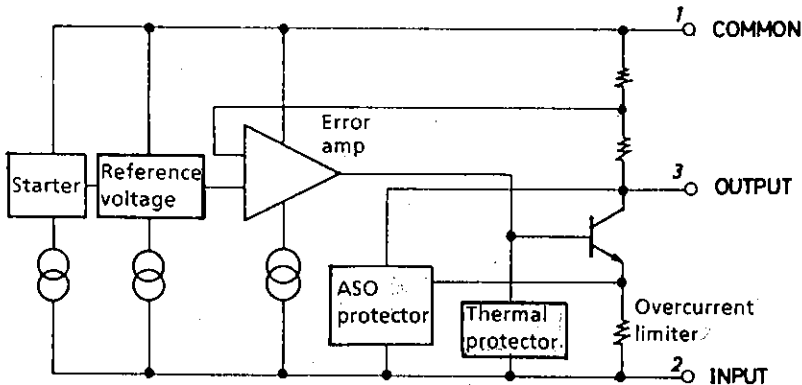 1
COMMON
Error
amp
Starter
Reference
voltage
3
OUTPUT
ASO
protector
Thermal
protector.
Overcurrent
limiter
2
INPUT